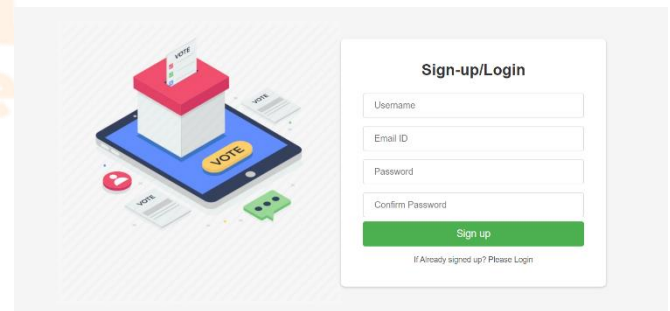 VOTE
VOTE
VOTE
VOTE
Sign-up/Login
Username
Email ID
Password
Confirm Password
Sign up
If Already signed up? Please Login